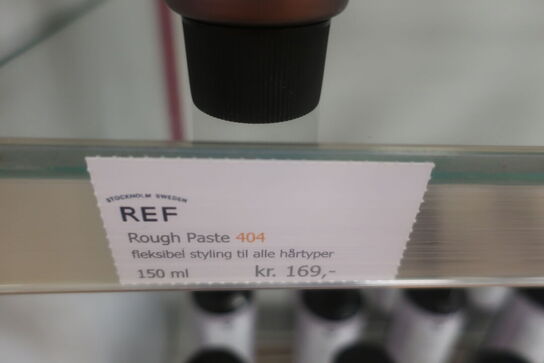 STOCKHOLM SWEDEN
REF
Rough Paste 404
fleksibel styling til alle hårtyper
150 ml kr. 169,-